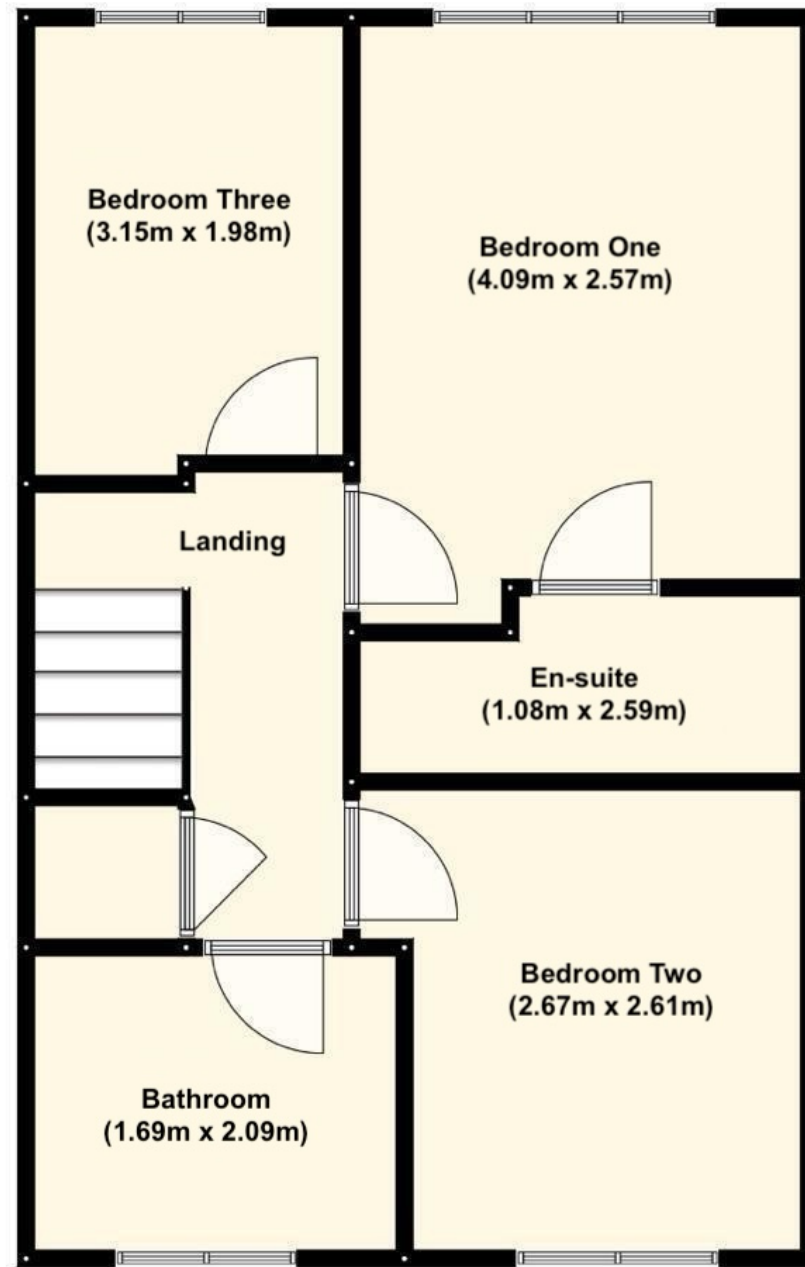 Bedroom Three
(3.15m x 1.98m)
Bedroom One
(4.09m x 2.57m)
Landing
En-suite
(1.08m x 2.59m)
Bedroom Two
(2.67m x 2.61m)
Bathroom
(1.69m x 2.09m)